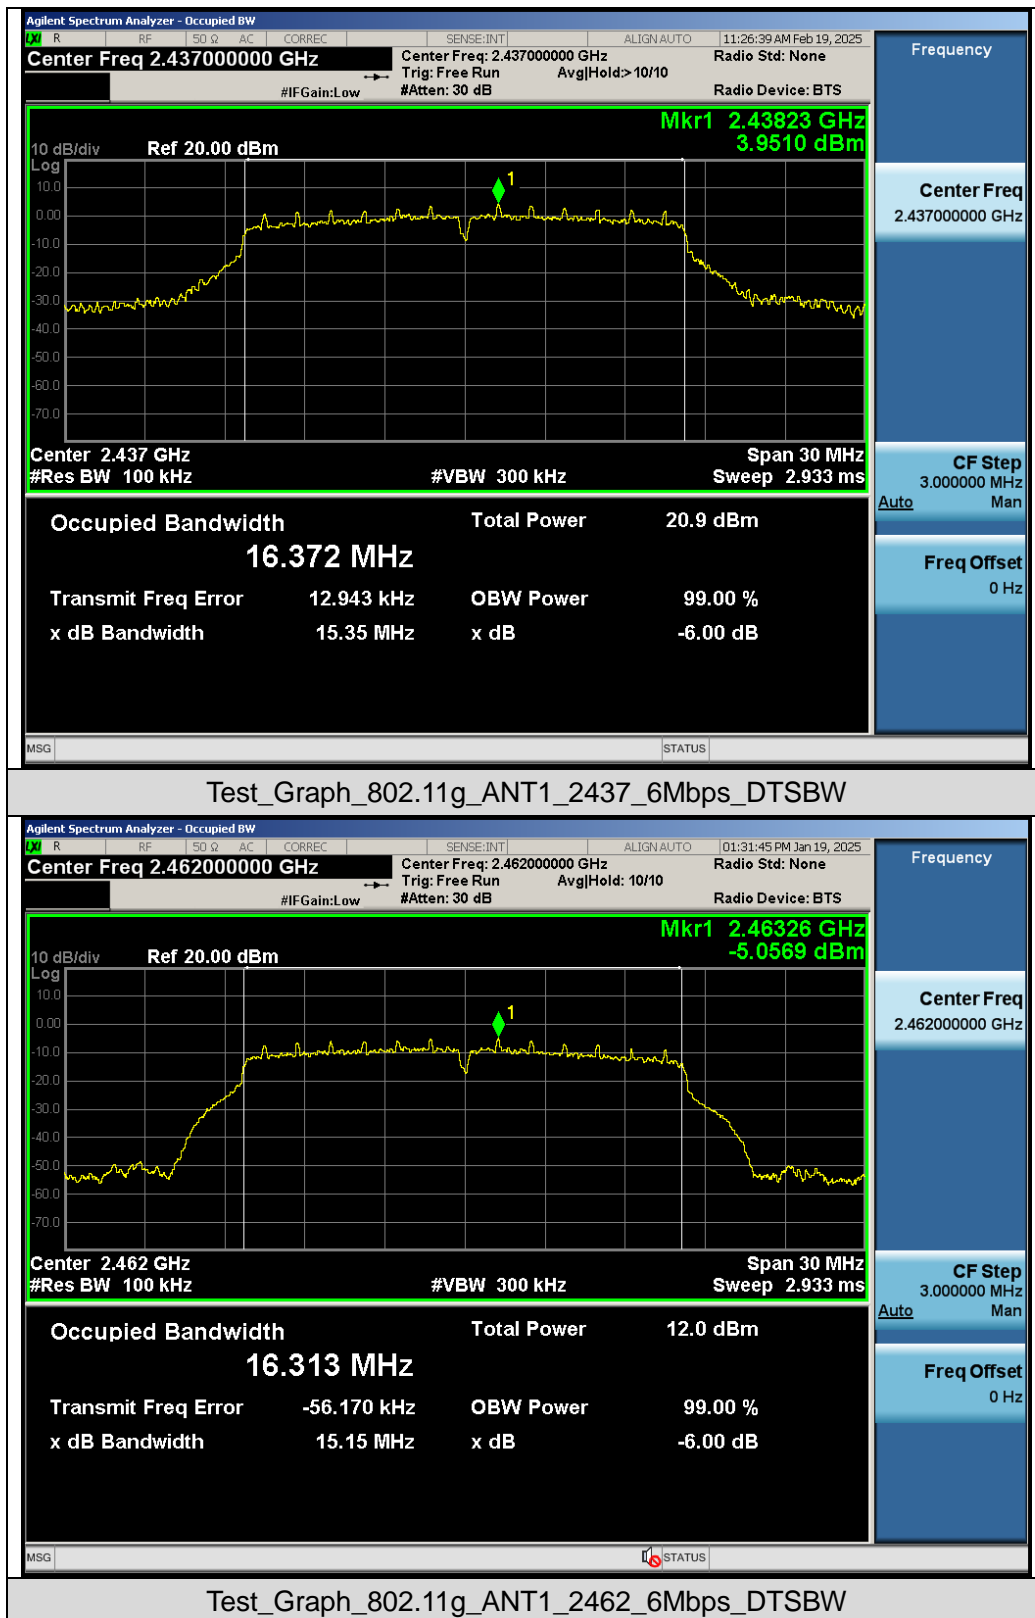 Agilent Spectrum Analyzer - Occupied BW
LXI R RF 50 Ω AC CORREC SENSE:INT ALIGN AUTO 11:26:39 AM Feb 19, 2025
Center Freq 2.437000000 GHz Center Freq: 2.437000000 GHz Radio Std: None
Trig: Free Run Avg|Hold:> 10/10
#IFGain:Low #Atten: 30 dB Radio Device: BTS
Frequency
Mkr1 2.43823 GHz
3.9510 dBm
10 dB/div Ref 20.00 dBm
Log
10.0
0.00
-10.0
-20.0
-30.0
-40.0
-50.0
-60.0
-70.0
1
Center 2.437 GHz Span 30 MHz
#Res BW 100 kHz #VBW 300 kHz Sweep 2.933 ms
Center Freq
2.437000000 GHz
CF Step
3.000000 MHz
Auto Man
Freq Offset
0 Hz
Occupied Bandwidth Total Power 20.9 dBm
16.372 MHz
Transmit Freq Error 12.943 kHz OBW Power 99.00 %
x dB Bandwidth 15.35 MHz x dB -6.00 dB
MSG STATUS
Test_Graph_802.11g_ANT1_2437_6Mbps_DTSBW
Agilent Spectrum Analyzer - Occupied BW
LXI R RF 50 Ω AC CORREC SENSE:INT ALIGN AUTO 01:31:45 PM Jan 19, 2025
Center Freq 2.462000000 GHz Center Freq: 2.462000000 GHz Radio Std: None
Trig: Free Run Avg|Hold: 10/10
#IFGain:Low #Atten: 30 dB Radio Device: BTS
Frequency
Mkr1 2.46326 GHz
-5.0569 dBm
10 dB/div Ref 20.00 dBm
Log
10.0
0.00
-10.0
-20.0
-30.0
-40.0
-50.0
-60.0
-70.0
1
Center 2.462 GHz Span 30 MHz
#Res BW 100 kHz #VBW 300 kHz Sweep 2.933 ms
Center Freq
2.462000000 GHz
CF Step
3.000000 MHz
Auto Man
Freq Offset
0 Hz
Occupied Bandwidth Total Power 12.0 dBm
16.313 MHz
Transmit Freq Error -56.170 kHz OBW Power 99.00 %
x dB Bandwidth 15.15 MHz x dB -6.00 dB
MSG STATUS
Test_Graph_802.11g_ANT1_2462_6Mbps_DTSBW